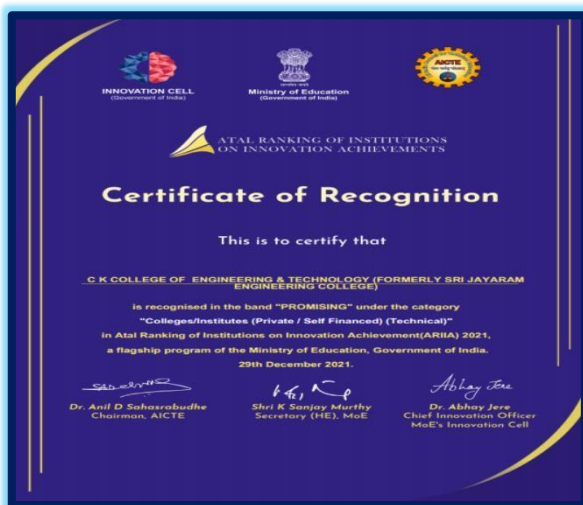 INNOVATION CELL
(Government of India)
Ministry of Education
(Government of India)
AICTE
ATAL RANKING OF INSTITUTIONS
ON INNOVATION ACHIEVEMENTS
Certificate of Recognition
This is to certify that
C K COLLEGE OF ENGINEERING & TECHNOLOGY (FORMERLY SRI JAYARAM
ENGINEERING COLLEGE)
is recognised in the band "PROMISING" under the category
"Colleges/Institutes (Private / Self Financed) (Technical)"
in Atal Ranking of Institutions on Innovation Achievement(ARIIA) 2021,
a flagship program of the Ministry of Education, Government of India.
29th December 2021.
Abhay Jere
Dr. Anil D Sahasrabudhe
Chairman, AICTE
Shri K Sanjay Murthy
Secretary (HE), MoE
Dr. Abhay Jere
Chief Innovation Officer
MoE's Innovation Cell